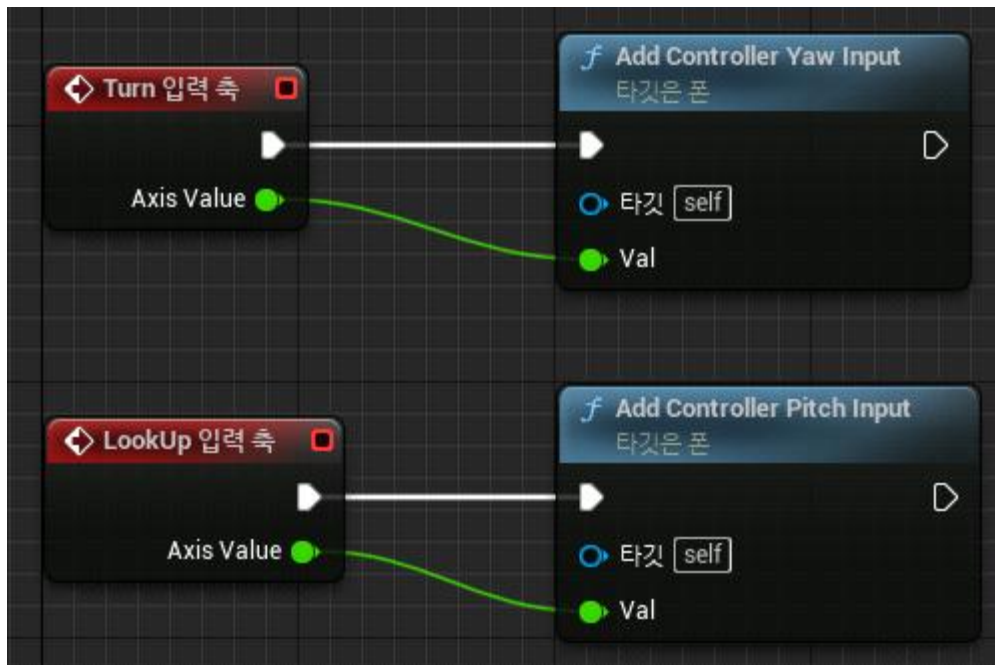 Turn 입력 축
Axis Value
f Add Controller Yaw Input
타깃은 폰
타깃 self
Val
LookUp 입력 축
Axis Value
f Add Controller Pitch Input
타깃은 폰
타깃 self
Val